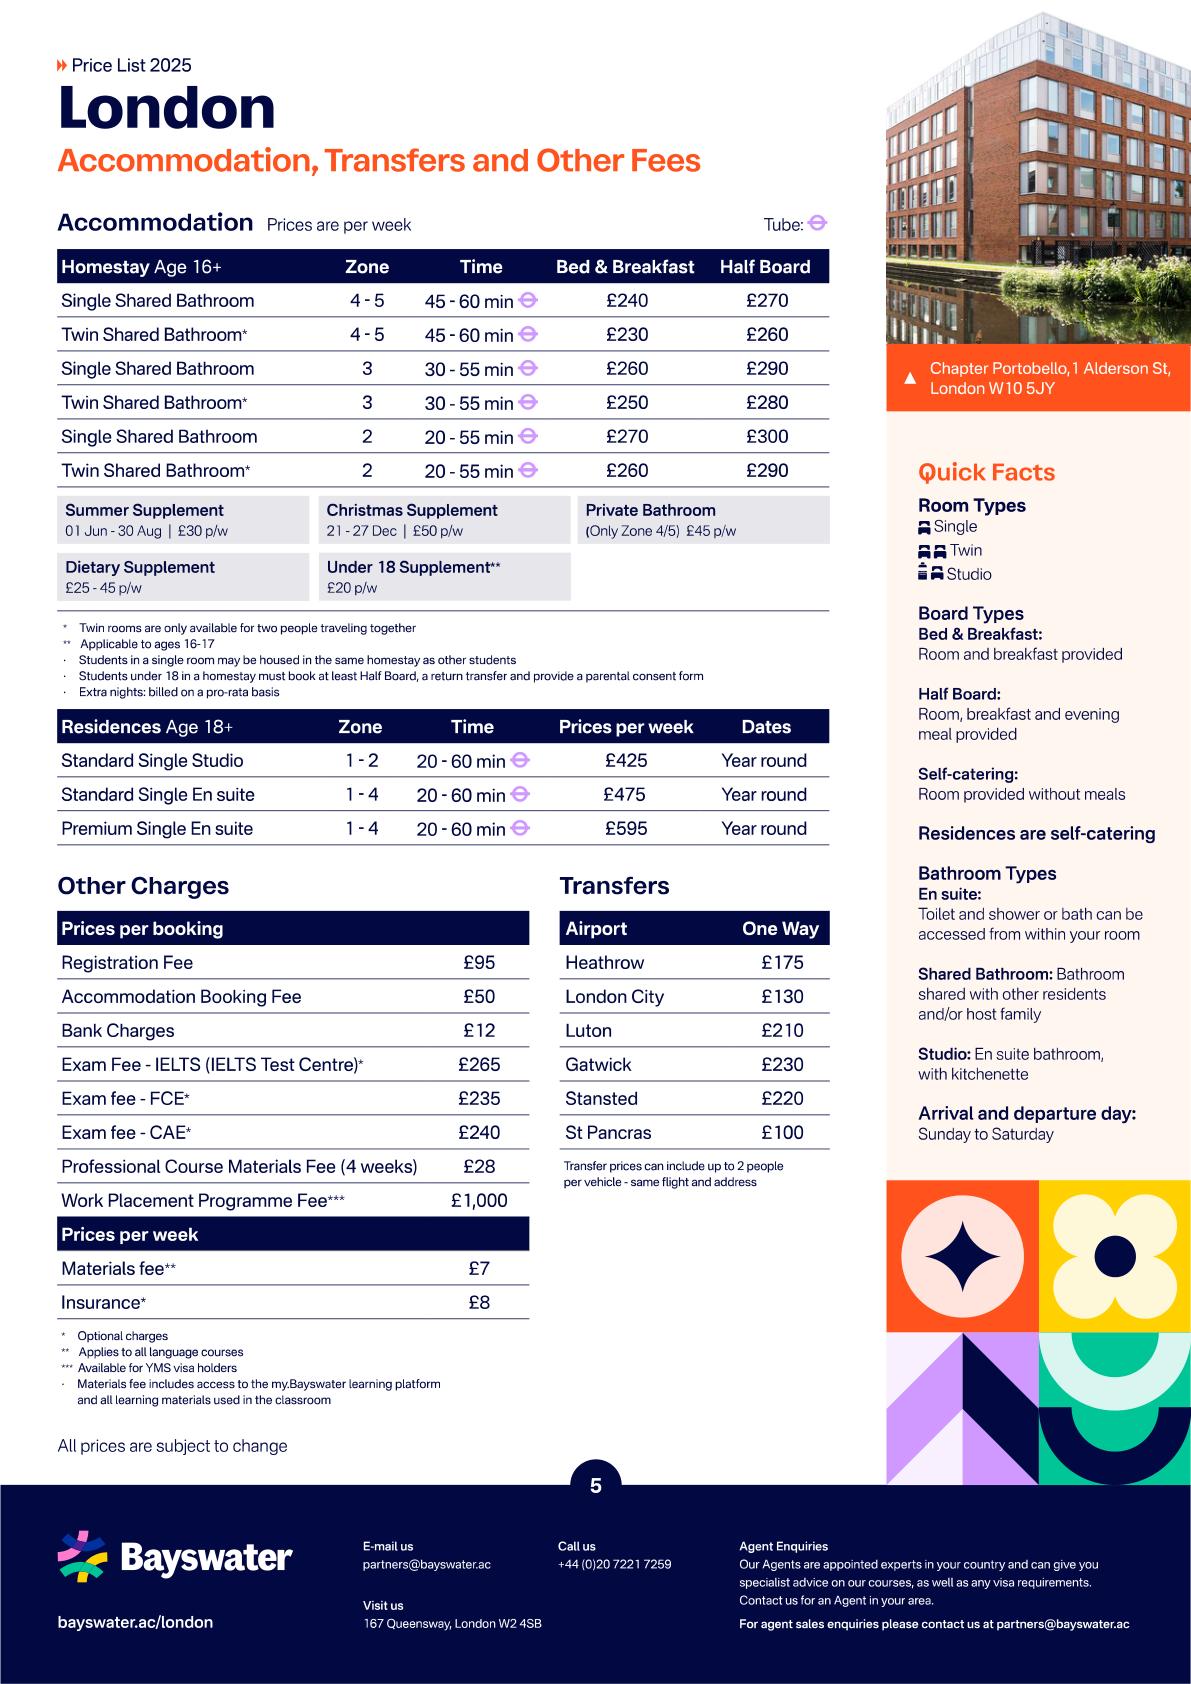 Price List 2025
London
Accommodation, Transfers and Other Fees
Accommodation Prices are per week Tube:
Homestay Age 16+ Zone Time Bed & Breakfast Half Board
Single Shared Bathroom 4 - 5 45 - 60 min £240 £270
Twin Shared Bathroom* 4 - 5 45 - 60 min £230 £260
Single Shared Bathroom 3 30 - 55 min £260 £290
Twin Shared Bathroom* 3 30 - 55 min £250 £280
Single Shared Bathroom 2 20 - 55 min £270 £300
Twin Shared Bathroom* 2 20 - 55 min £260 £290
Summer Supplement
01 Jun - 30 Aug | £30 p/w
Christmas Supplement
21 - 27 Dec | £50 p/w
Private Bathroom
(Only Zone 4/5) £45 p/w
Dietary Supplement
£25 - 45 p/w
Under 18 Supplement**
£20 p/w
* Twin rooms are only available for two people traveling together
** Applicable to ages 16-17
· Students in a single room may be housed in the same homestay as other students
· Students under 18 in a homestay must book at least Half Board, a return transfer and provide a parental consent form
· Extra nights: billed on a pro-rata basis
Residences Age 18+ Zone Time Prices per week Dates
Standard Single Studio 1 - 2 20 - 60 min £425 Year round
Standard Single En suite 1 - 4 20 - 60 min £475 Year round
Premium Single En suite 1 - 4 20 - 60 min £595 Year round
Other Charges
Prices per booking
Registration Fee £95
Accommodation Booking Fee £50
Bank Charges £12
Exam Fee - IELTS (IELTS Test Centre)* £265
Exam fee - FCE* £235
Exam fee - CAE* £240
Professional Course Materials Fee (4 weeks) £28
Work Placement Programme Fee*** £1,000
Prices per week
Materials fee** £7
Insurance* £8
* Optional charges
** Applies to all language courses
*** Available for YMS visa holders
· Materials fee includes access to the my.Bayswater learning platform
and all learning materials used in the classroom
All prices are subject to change
Transfers
Airport One Way
Heathrow £175
London City £130
Luton £210
Gatwick £230
Stansted £220
St Pancras £100
Transfer prices can include up to 2 people
per vehicle - same flight and address
Chapter Portobello,1 Alderson St,
London W10 5JY
Quick Facts
Room Types
Single
Twin
Studio
Board Types
Bed & Breakfast:
Room and breakfast provided
Half Board:
Room, breakfast and evening
meal provided
Self-catering:
Room provided without meals
Residences are self-catering
Bathroom Types
En suite:
Toilet and shower or bath can be
accessed from within your room
Shared Bathroom: Bathroom
shared with other residents
and/or host family
Studio: En suite bathroom,
with kitchenette
Arrival and departure day:
Sunday to Saturday
5
Bayswater
bayswater.ac/london
E-mail us
partners@bayswater.ac
Visit us
167 Queensway, London W2 4SB
Call us
+44 (0)20 7221 7259
Agent Enquiries
Our Agents are appointed experts in your country and can give you
specialist advice on our courses, as well as any visa requirements.
Contact us for an Agent in your area.
For agent sales enquiries please contact us at partners@bayswater.ac